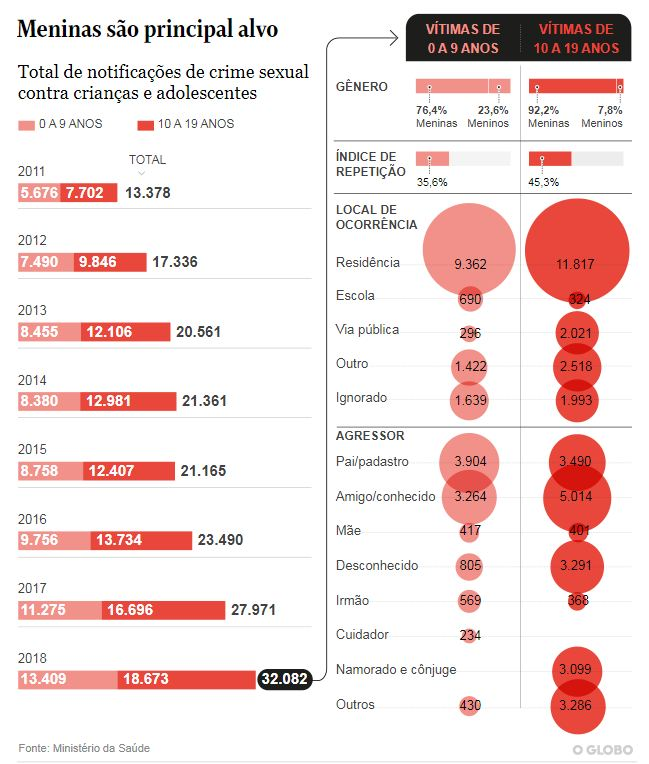 Meninas são principal alvo
Total de notificações de crime sexual
contra crianças e adolescentes
0 A 9 ANOS 10 A 19 ANOS
TOTAL
2011
5.676 7.702 13.378
2012
7.490 9.846 17.336
2013
8.455 12.106 20.561
2014
8.380 12.981 21.361
2015
8.758 12.407 21.165
2016
9.756 13.734 23.490
2017
11.275 16.696 27.971
2018
13.409 18.673 32.082
VÍTIMAS DE
0 A 9 ANOS
VÍTIMAS DE
10 A 19 ANOS
GÊNERO
76,4% 23,6% 92,2% 7,8%
Meninas Meninos Meninas Meninos
ÍNDICE DE
REPETIÇÃO
35,6% 45,3%
LOCAL DE
OCORRÊNCIA
Residência 9.362 11.817
Escola 690 324
Via pública 296 2.021
Outro 1.422 2.518
Ignorado 1.639 1.993
AGRESSOR
Pai/padastro 3.904 3.490
Amigo/conhecido 3.264 5.014
Mãe 417 401
Desconhecido 805 3.291
Irmão 569 368
Cuidador 234
Namorado e cônjuge 3.099
Outros 430 3.286
Fonte: Ministério da Saúde
O GLOBO